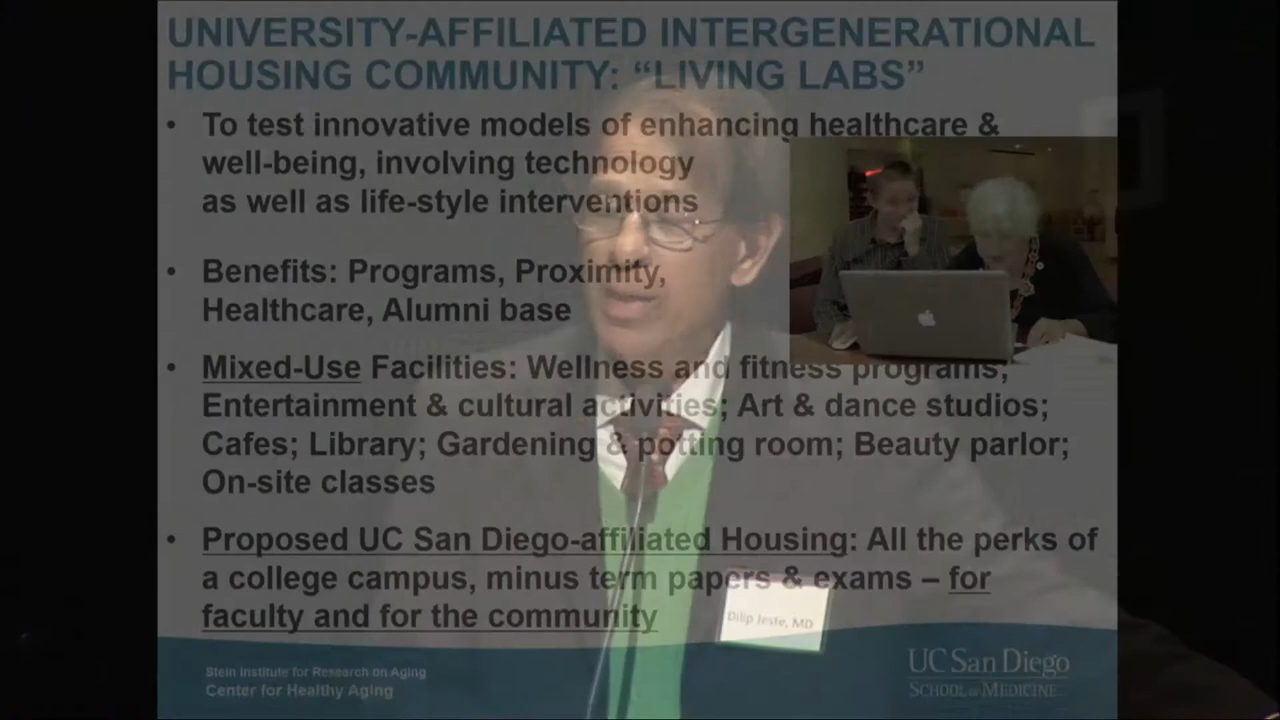 UNIVERSITY-AFFILIATED INTERGENERATIONAL
HOUSING COMMUNITY: “LIVING LABS”
• To test innovative models of enhancing healthcare &
well-being, involving technology
as well as life-style interventions
• Benefits: Programs, Proximity,
Healthcare, Alumni base
• Mixed-Use Facilities: Wellness and fitness programs;
Entertainment & cultural activities; Art & dance studios;
Cafes; Library; Gardening & potting room; Beauty parlor;
On-site classes
• Proposed UC San Diego-affiliated Housing: All the perks of
a college campus, minus term papers & exams – for
faculty and for the community
Dilip Jeste, MD
Stein Institute for Research on Aging
Center for Healthy Aging
UC San Diego
SCHOOL OF MEDICINE